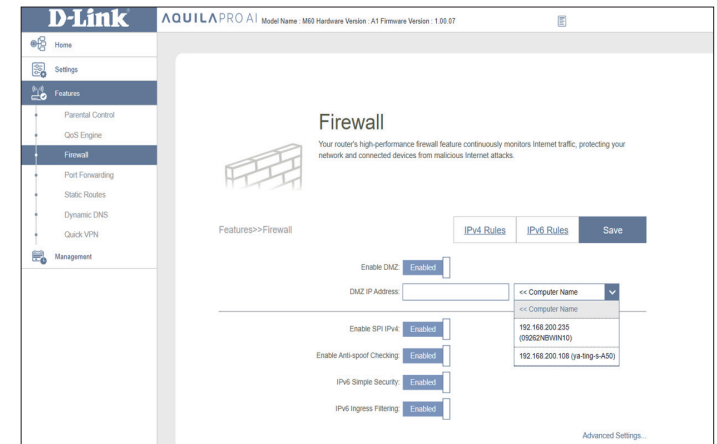 D-Link
AQUILA PRO AI Model Name : M60 Hardware Version : A1 Firmware Version : 1.00.07
Home
Settings
Features
Parental Control
QoS Engine
Firewall
Port Forwarding
Static Routes
Dynamic DNS
Quick VPN
Management
Firewall
Your router's high-performance firewall feature continuously monitors Internet traffic, protecting your
network and connected devices from malicious Internet attacks.
Features>>Firewall
IPv4 Rules
IPv6 Rules
Save
Enable DMZ: Enabled
DMZ IP Address: << Computer Name
<< Computer Name
192.168.200.235
(09262NBWIN10)
192.168.200.108 (ya-ting-s-A50)
Enable SPI IPv4: Enabled
Enable Anti-spoof Checking: Enabled
IPv6 Simple Security: Enabled
IPv6 Ingress Filtering: Enabled
Advanced Settings...